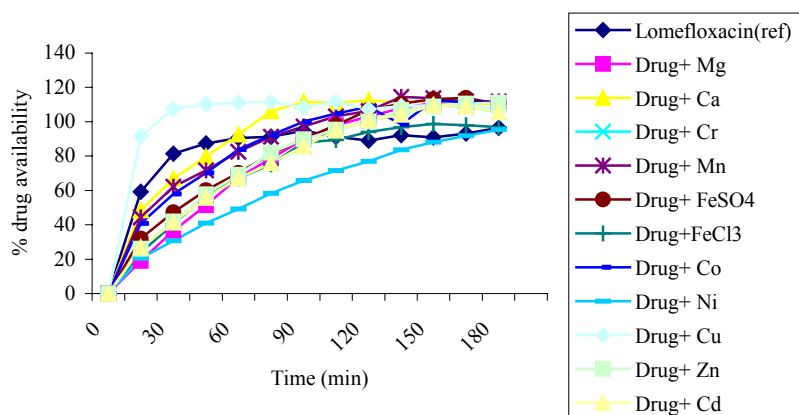 % drug availability
140
120
100
80
60
40
20
0
0
30
60
90
120
150
180
Time (min)
Lomefloxacin(ref)
Drug+ Mg
Drug+ Ca
Drug+ Cr
Drug+ Mn
Drug+ FeSO4
Drug+FeCl3
Drug+ Co
Drug+ Ni
Drug+ Cu
Drug+ Zn
Drug+ Cd